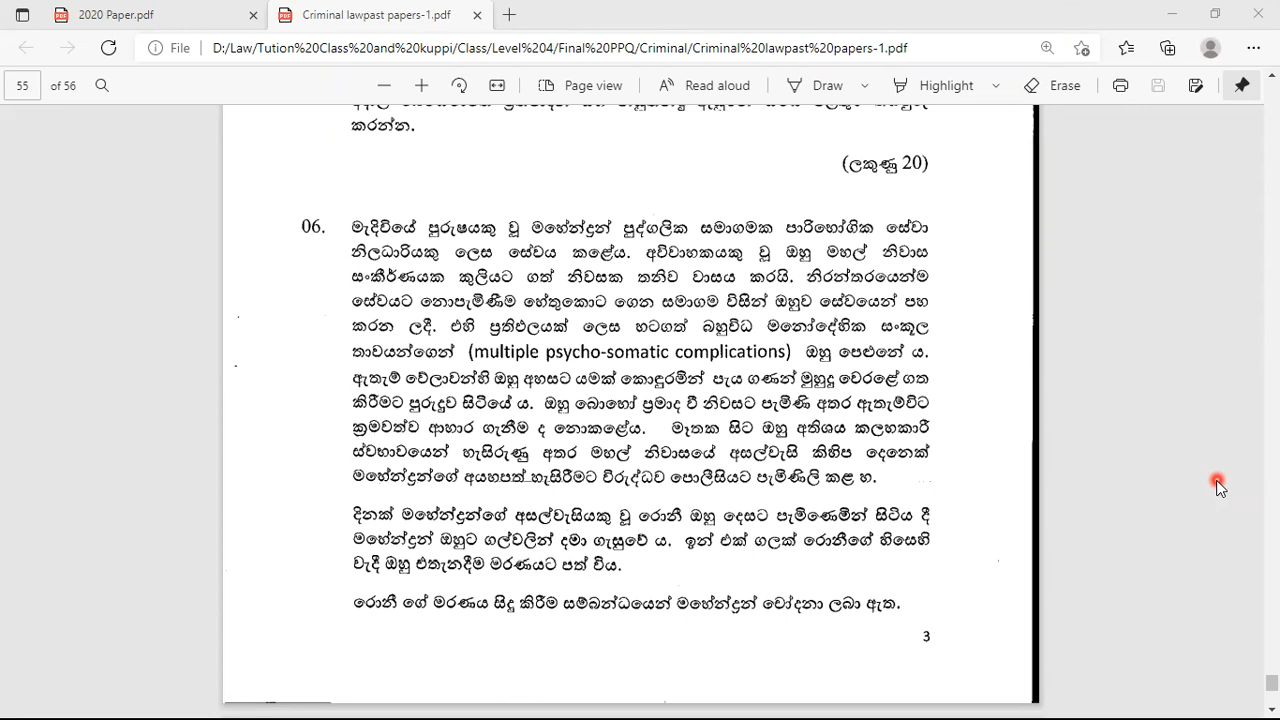 2020 Paper.pdf
Criminal lawpast papers-1.pdf
File
D:/Law/Tution%20Class%20and%20kuppi/Class/Level%204/Final%20PPQ/Criminal/Criminal%20lawpast%20papers-1.pdf
55 of 56
Page view
Read aloud
Draw
Highlight
Erase
කරන්න.
(ලකුණු 20)
06. මැදිවියේ පුරුෂයකු වූ මහේන්ද්‍රන් පුද්ගලික සමාගමක පාරිභෝගික සේවා
නිලධාරියකු ලෙස සේවය කළේය. අවිවාහකයකු වූ ඔහු මහල් නිවාස
සංකීර්ණයක කුලියට ගත් නිවසක තනිව වාසය කරයි. නිරන්තරයෙන්ම
සේවයට නොපැමිණීම හේතුකොට ගෙන සමාගම විසින් ඔහුව සේවයෙන් පහ
කරන ලදී. එහි ප්‍රතිඵලයක් ලෙස හටගත් බහුවිධ මනෝදේහික සංකූල
තාවයන්ගෙන් (multiple psycho-somatic complications) ඔහු පෙළුනේ ය.
ඇතැම් වේලාවන්හි ඔහු අහසට යමක් කොඳුරමින් පැය ගණන් මුහුදු වෙරළේ ගත
කිරීමට පුරුදුව සිටියේ ය. ඔහු බොහෝ ප්‍රමාද වී නිවසට පැමිණි අතර ඇතැම්විට
ක්‍රමවත්ව ආහාර ගැනීම ද නොකළේය. මෑතක සිට ඔහු අතිශය කලහකාරී
ස්වභාවයෙන් හැසිරුණු අතර මහල් නිවාසයේ අසල්වැසි කිහිප දෙනෙක්
මහේන්ද්‍රන්ගේ අයහපත් හැසිරීමට විරුද්ධව පොලීසියට පැමිණිලි කළ හ.
දිනක් මහේන්ද්‍රන්ගේ අසල්වැසියකු වූ රොනී ඔහු දෙසට පැමිණෙමින් සිටිය දී
මහේන්ද්‍රන් ඔහුට ගල්වලින් දමා ගැසුවේ ය. ඉන් එක් ගලක් රොනීගේ හිසෙහි
වැදී ඔහු එතැනදීම මරණයට පත් විය.
රොනී ගේ මරණය සිදු කිරීම සම්බන්ධයෙන් මහේන්ද්‍රන් චෝදනා ලබා ඇත.
3